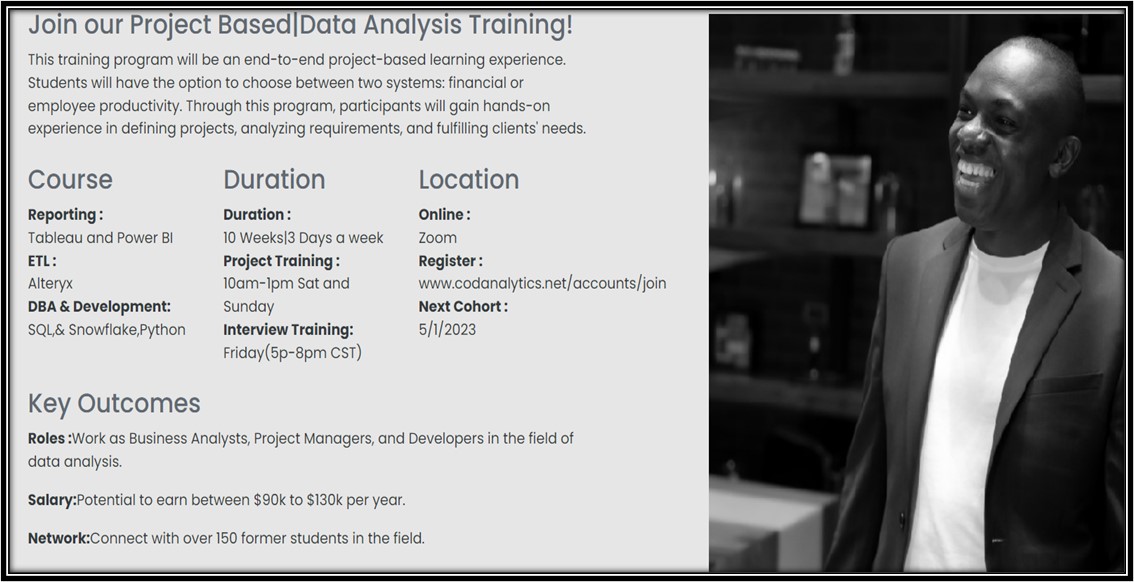 Join our Project Based|Data Analysis Training!
This training program will be an end-to-end project-based learning experience.
Students will have the option to choose between two systems: financial or
employee productivity. Through this program, participants will gain hands-on
experience in defining projects, analyzing requirements, and fulfilling clients' needs.
Course
Reporting :
Tableau and Power BI
ETL :
Alteryx
DBA & Development:
SQL,& Snowflake,Python
Duration
Duration :
10 Weeks|3 Days a week
Project Training :
10am-1pm Sat and
Sunday
Interview Training:
Friday(5p-8pm CST)
Location
Online :
Zoom
Register :
www.codanalytics.net/accounts/join
Next Cohort :
5/1/2023
Key Outcomes
Roles :Work as Business Analysts, Project Managers, and Developers in the field of
data analysis.
Salary:Potential to earn between $90k to $130k per year.
Network:Connect with over 150 former students in the field.